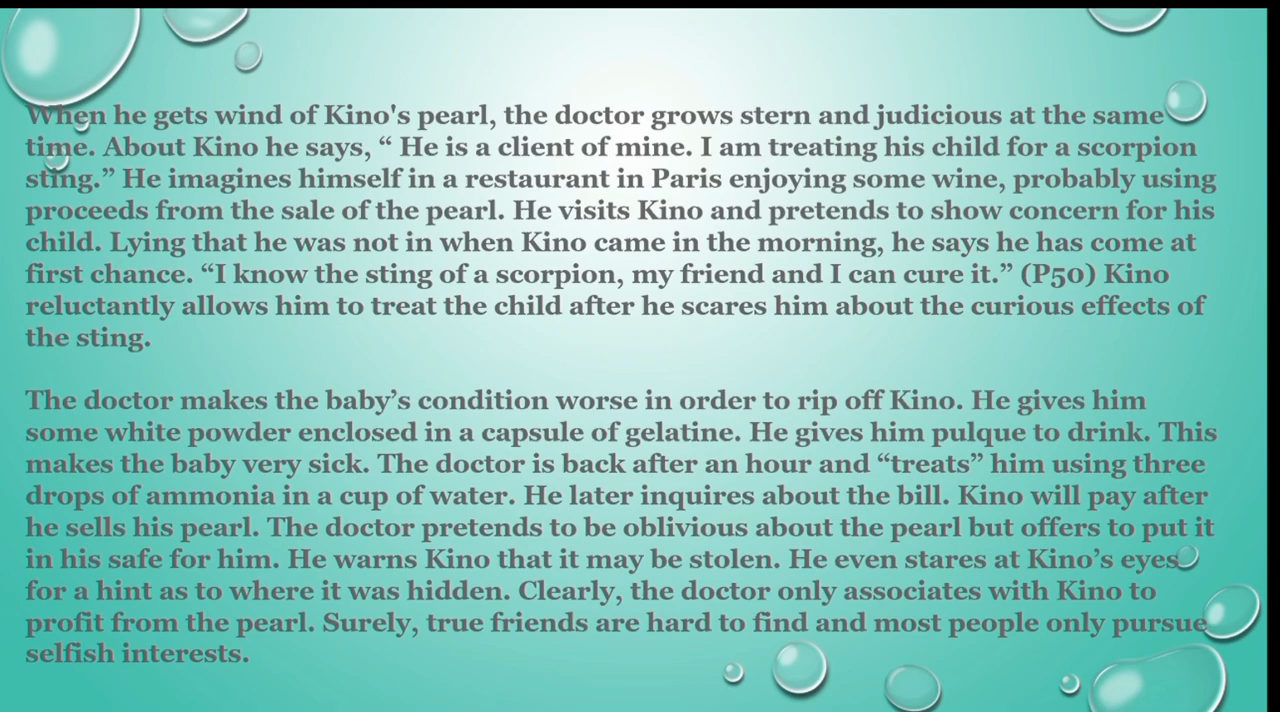 When he gets wind of Kino's pearl, the doctor grows stern and judicious at the same
time. About Kino he says, “ He is a client of mine. I am treating his child for a scorpion
sting.” He imagines himself in a restaurant in Paris enjoying some wine, probably using
proceeds from the sale of the pearl. He visits Kino and pretends to show concern for his
child. Lying that he was not in when Kino came in the morning, he says he has come at
first chance. “I know the sting of a scorpion, my friend and I can cure it.” (P50) Kino
reluctantly allows him to treat the child after he scares him about the curious effects of
the sting.
The doctor makes the baby’s condition worse in order to rip off Kino. He gives him
some white powder enclosed in a capsule of gelatine. He gives him pulque to drink. This
makes the baby very sick. The doctor is back after an hour and “treats” him using three
drops of ammonia in a cup of water. He later inquires about the bill. Kino will pay after
he sells his pearl. The doctor pretends to be oblivious about the pearl but offers to put it
in his safe for him. He warns Kino that it may be stolen. He even stares at Kino’s eyes
for a hint as to where it was hidden. Clearly, the doctor only associates with Kino to
profit from the pearl. Surely, true friends are hard to find and most people only pursue
selfish interests.